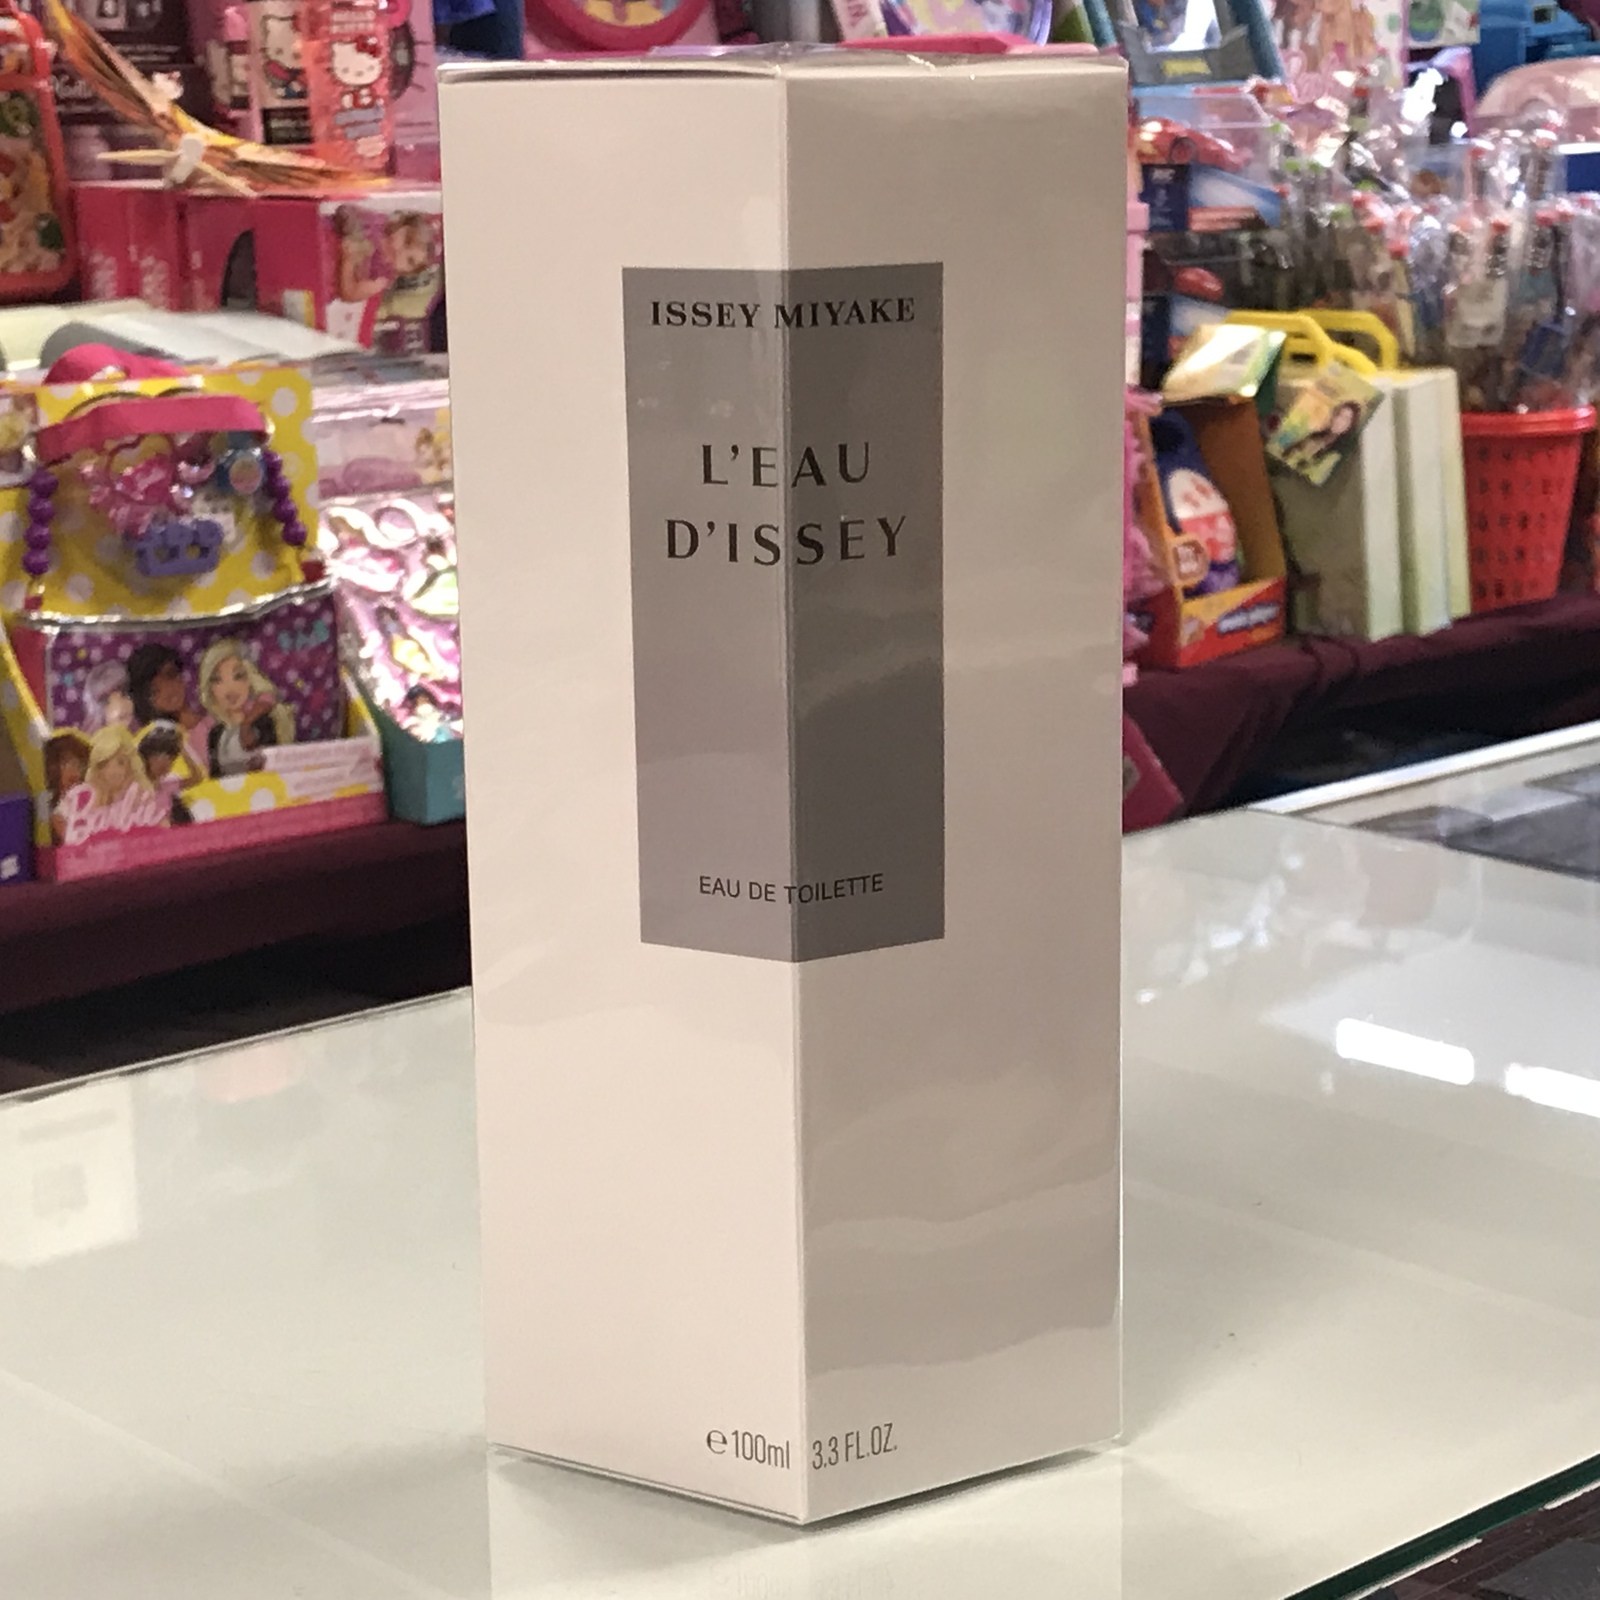 ISSEY MIYAKE
L'EAU
D'ISSEY
EAU DE TOILETTE
℮100ml 3.3 FL.OZ.
Barbie